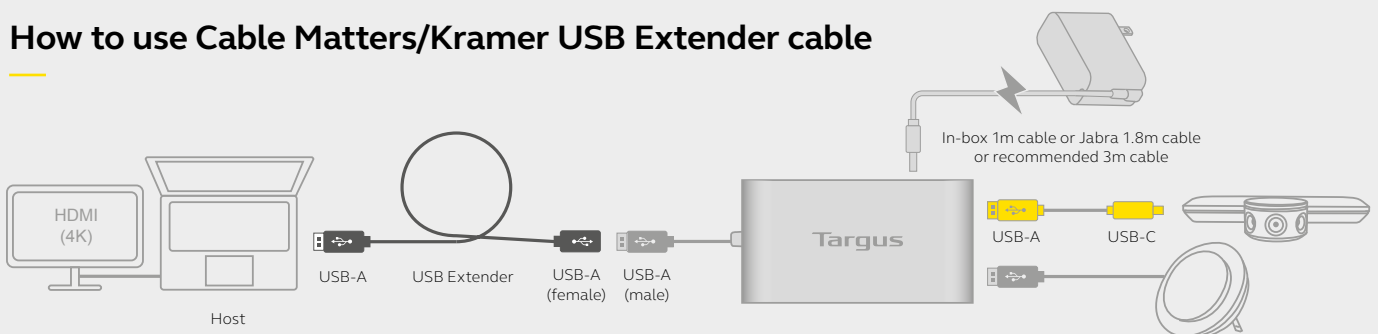 How to use Cable Matters/Kramer USB Extender cable
In-box 1m cable or Jabra 1.8m cable
or recommended 3m cable
HDMI
(4K)
Targus
USB-A
USB-C
USB-A
USB Extender
USB-A
(female)
USB-A
(male)
Host